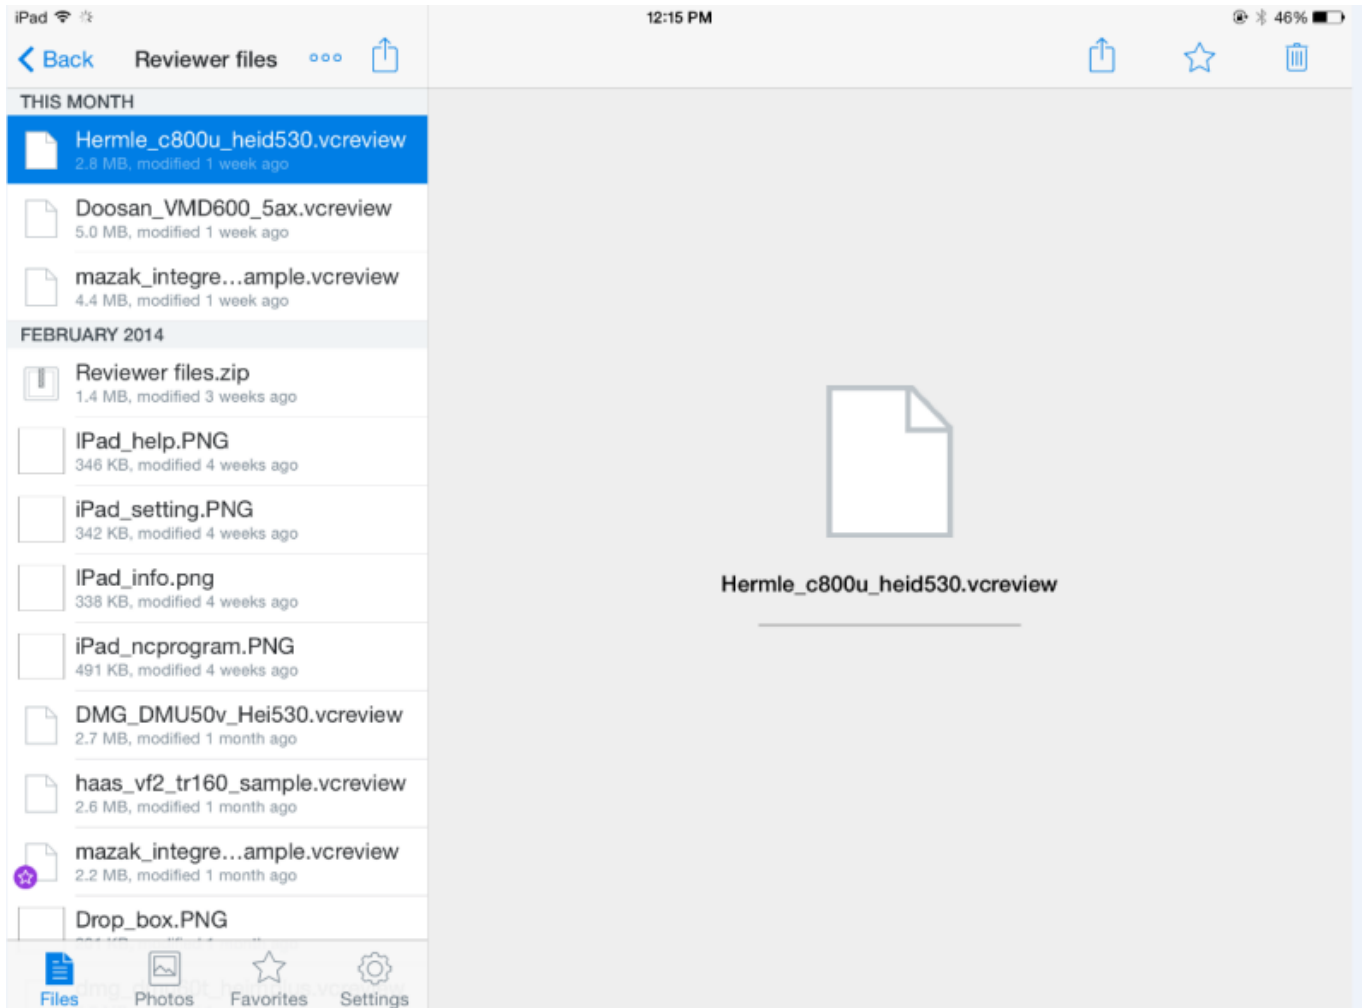 iPad 12:15 PM 46%
Back Reviewer files
THIS MONTH
Hermle_c800u_heid530.vcreview
2.8 MB, modified 1 week ago
Doosan_VMD600_5ax.vcreview
5.0 MB, modified 1 week ago
mazak_integre...ample.vcreview
4.4 MB, modified 1 week ago
FEBRUARY 2014
Reviewer files.zip
1.4 MB, modified 3 weeks ago
IPad_help.PNG
346 KB, modified 4 weeks ago
iPad_setting.PNG
342 KB, modified 4 weeks ago
IPad_info.png
338 KB, modified 4 weeks ago
iPad_ncprogram.PNG
491 KB, modified 4 weeks ago
DMG_DMU50v_Hei530.vcreview
2.7 MB, modified 1 month ago
haas_vf2_tr160_sample.vcreview
2.6 MB, modified 1 month ago
mazak_integre...ample.vcreview
2.2 MB, modified 1 month ago
Drop_box.PNG
Files Photos Favorites Settings
Hermle_c800u_heid530.vcreview